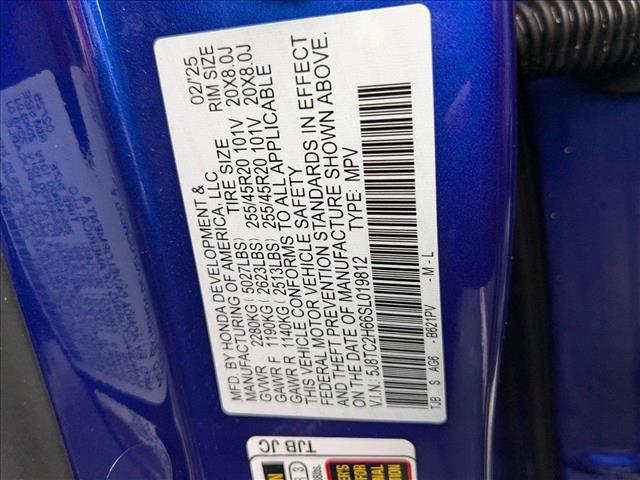 MFD. BY HONDA DEVELOPMENT & 02/'25
MANUFACTURING OF AMERICA, LLC TIRE SIZE RIM SIZE
GVWR 2280KG ( 5027LBS) 255/45R20 101V 20X8.0J
GAWR F 1190KG ( 2623LBS) 255/45R20 101V 20X8.0J
GAWR R 1140KG ( 2513LBS)
THIS VEHICLE CONFORMS TO ALL APPLICABLE
FEDERAL MOTOR VEHICLE SAFETY
AND THEFT PREVENTION STANDARDS IN EFFECT
ON THE DATE OF MANUFACTURE SHOWN ABOVE.
V.I.N: 5J8TC2H66SL019812 TYPE: MPV
TJB S AG6 - B621PV - M - L
TJB JC